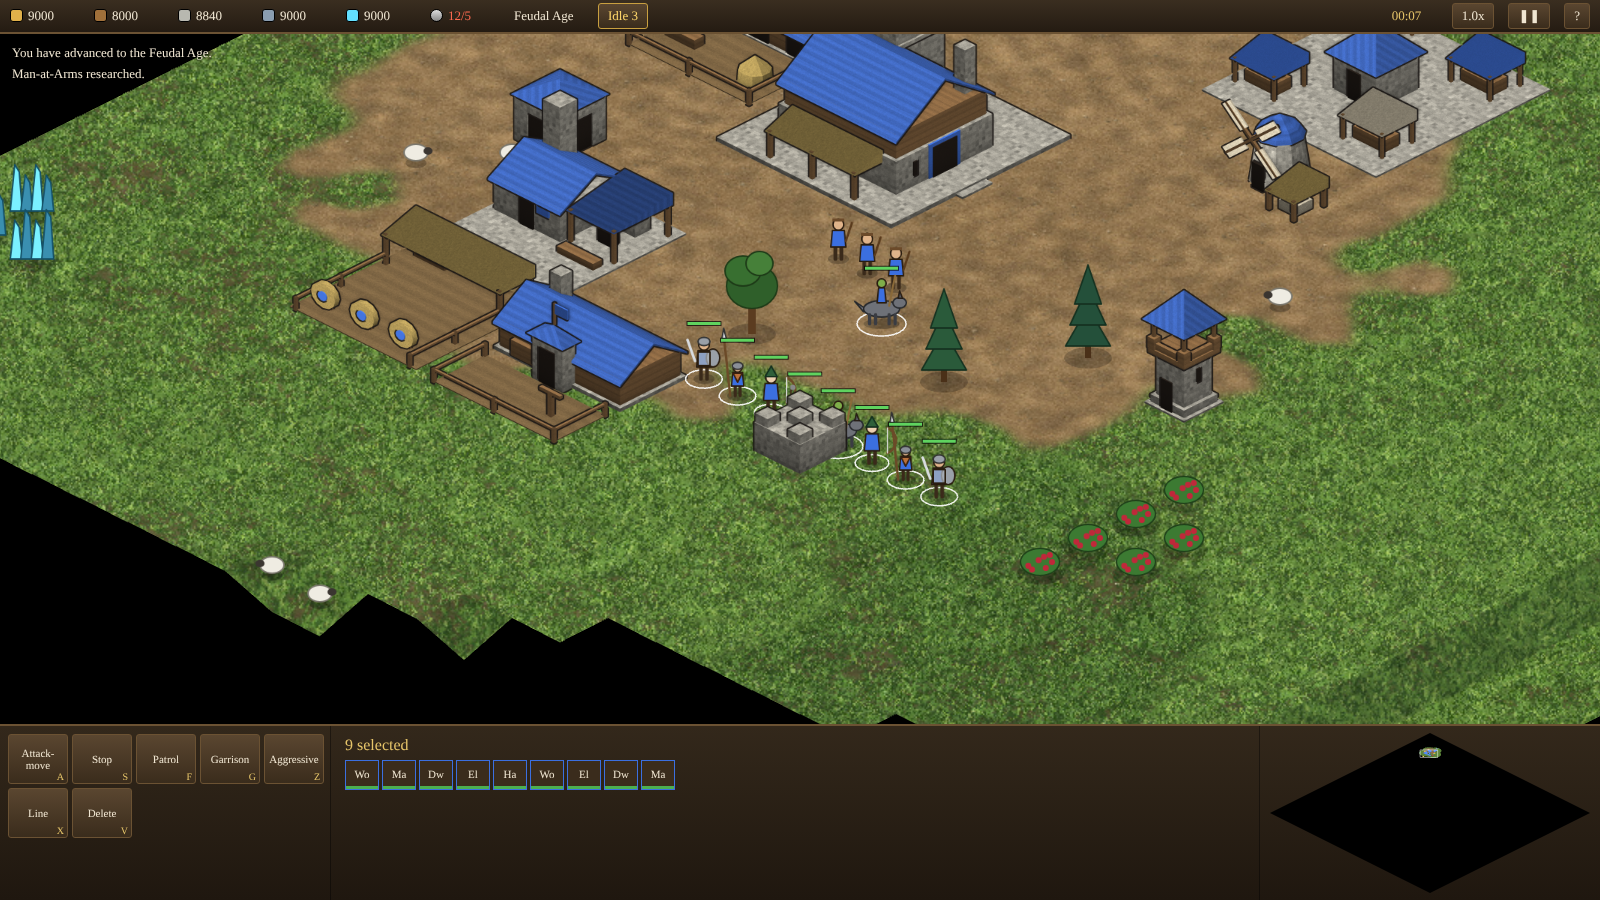 9000 8000 8840 9000 9000 12/5 Feudal Age Idle 3 00:07 1.0x ❚❚ ?
You have advanced to the Feudal Age.
Man-at-Arms researched.
9 selected
Attack-move A
Stop S
Patrol F
Garrison G
Aggressive Z
Line X
Delete V
Wo Ma Dw El Ha Wo El Dw Ma